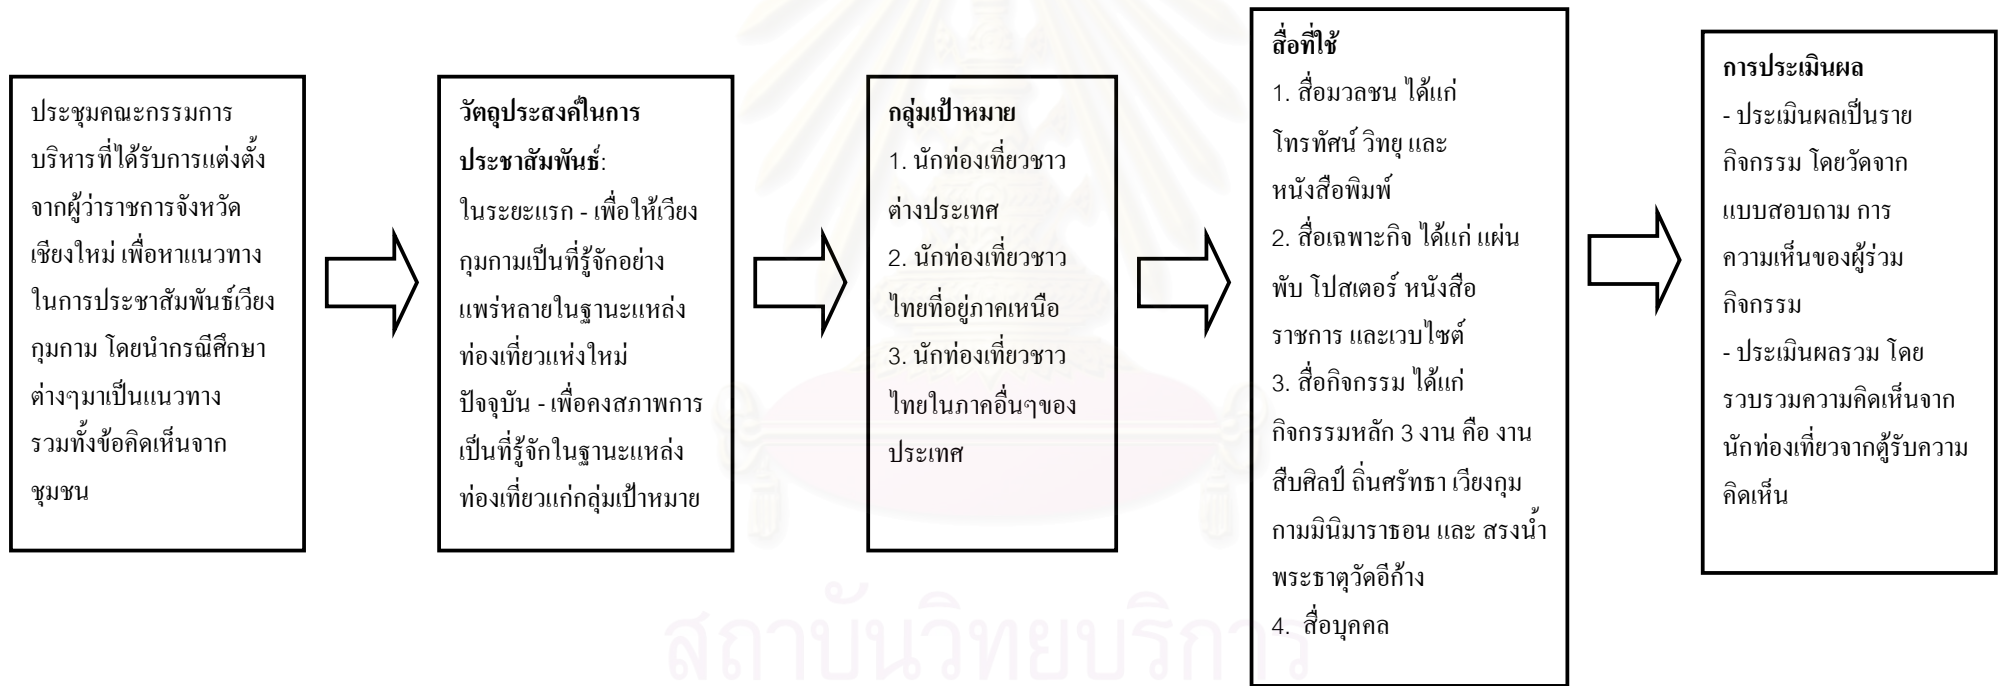 ประชุมคณะกรรมการ
บริหารที่ได้รับการแต่งตั้ง
จากผู้ว่าราชการจังหวัด
เชียงใหม่ เพื่อหาแนวทาง
ในการประชาสัมพันธ์เวียง
กุมกาม โดยนำกรณีศึกษา
ต่างๆมาเป็นแนวทาง
รวมทั้งข้อคิดเห็นจาก
ชุมชน
วัตถุประสงค์ในการ
ประชาสัมพันธ์:
ในระยะแรก - เพื่อให้เวียง
กุมกามเป็นที่รู้จักอย่าง
แพร่หลายในฐานะแหล่ง
ท่องเที่ยวแห่งใหม่
ปัจจุบัน - เพื่อคงสภาพการ
เป็นที่รู้จักในฐานะแหล่ง
ท่องเที่ยวแก่กลุ่มเป้าหมาย
กลุ่มเป้าหมาย
1. นักท่องเที่ยวชาว
ต่างประเทศ
2. นักท่องเที่ยวชาว
ไทยที่อยู่ภาคเหนือ
3. นักท่องเที่ยวชาว
ไทยในภาคอื่นๆของ
ประเทศ
สื่อที่ใช้
1. สื่อมวลชน ได้แก่
โทรทัศน์ วิทยุ และ
หนังสือพิมพ์
2. สื่อเฉพาะกิจ ได้แก่ แผ่น
พับ โปสเตอร์ หนังสือ
ราชการ และเวบไซต์
3. สื่อกิจกรรม ได้แก่
กิจกรรมหลัก 3 งาน คือ งาน
สืบศิลป์ ถิ่นศรัทธา เวียงกุม
กามมินิมาราธอน และ สรงน้ำ
พระธาตุวัดอีก้าง
4. สื่อบุคคล
การประเมินผล
- ประเมินผลเป็นราย
กิจกรรม โดยวัดจาก
แบบสอบถาม การ
ความเห็นของผู้ร่วม
กิจกรรม
- ประเมินผลรวม โดย
รวบรวมความคิดเห็นจาก
นักท่องเที่ยวจากตู้รับความ
คิดเห็น
สถาบันวิทยบริการ